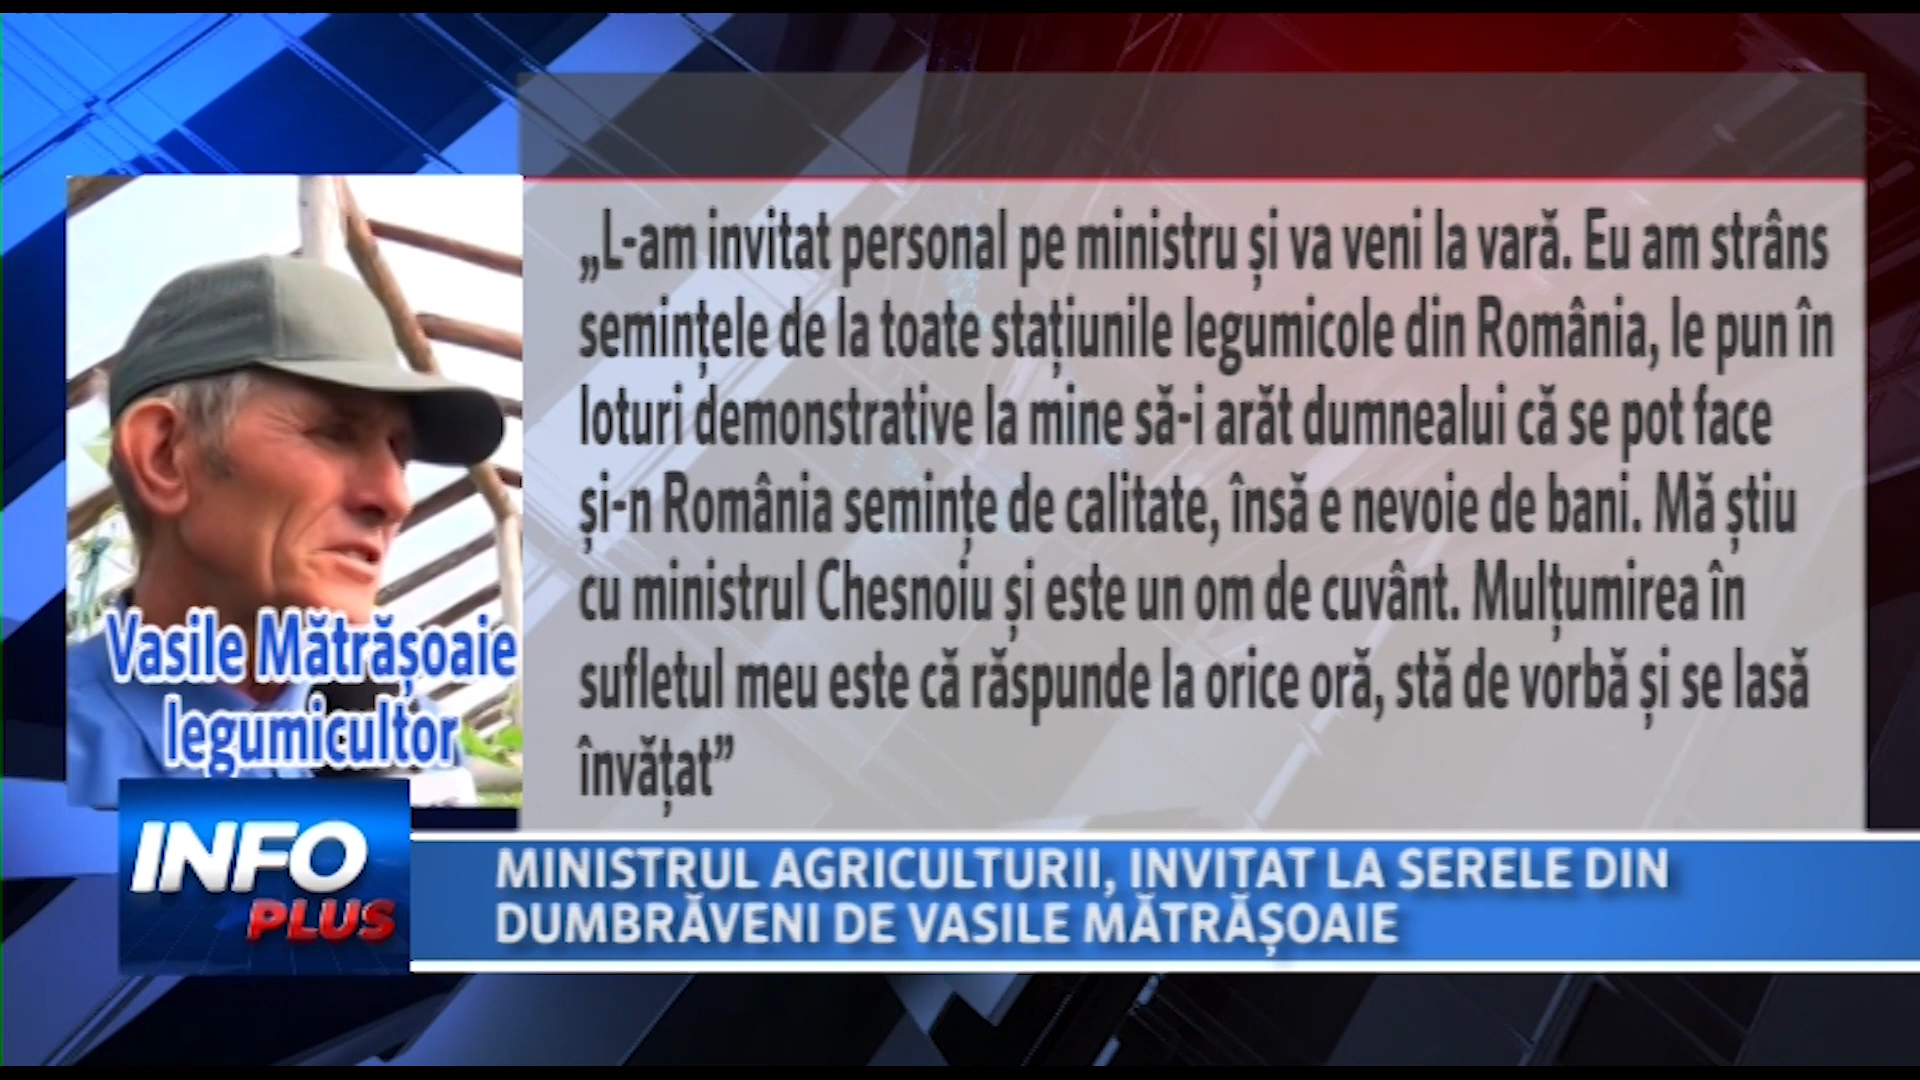 „L-am invitat personal pe ministru și va veni la vară. Eu am strâns
semințele de la toate stațiunile legumicole din România, le pun în
loturi demonstrative la mine să-i arăt dumnealui că se pot face
și-n România semințe de calitate, însă e nevoie de bani. Mă știu
cu ministrul Chesnoiu și este un om de cuvânt. Mulțumirea în
sufletul meu este că răspunde la orice oră, stă de vorbă și se lasă
învățat”
Vasile Mătrășoaie
legumicultor
INFO
PLUS
MINISTRUL AGRICULTURII, INVITAT LA SERELE DIN
DUMBRĂVENI DE VASILE MĂTRĂȘOAIE